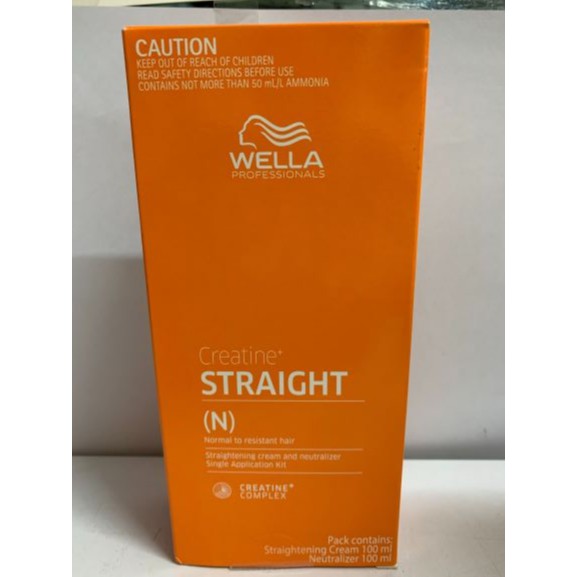 CAUTION
KEEP OUT OF REACH OF CHILDREN
READ SAFETY DIRECTIONS BEFORE USE
CONTAINS NOT MORE THAN 50 mL/L AMMONIA
WELLA
PROFESSIONALS
Creatine+
STRAIGHT
(N)
Normal to resistant hair
Straightening cream and neutralizer
Single Application Kit
CREATINE+
COMPLEX
Pack contains:
Straightening Cream 100 ml
Neutralizer 100 ml